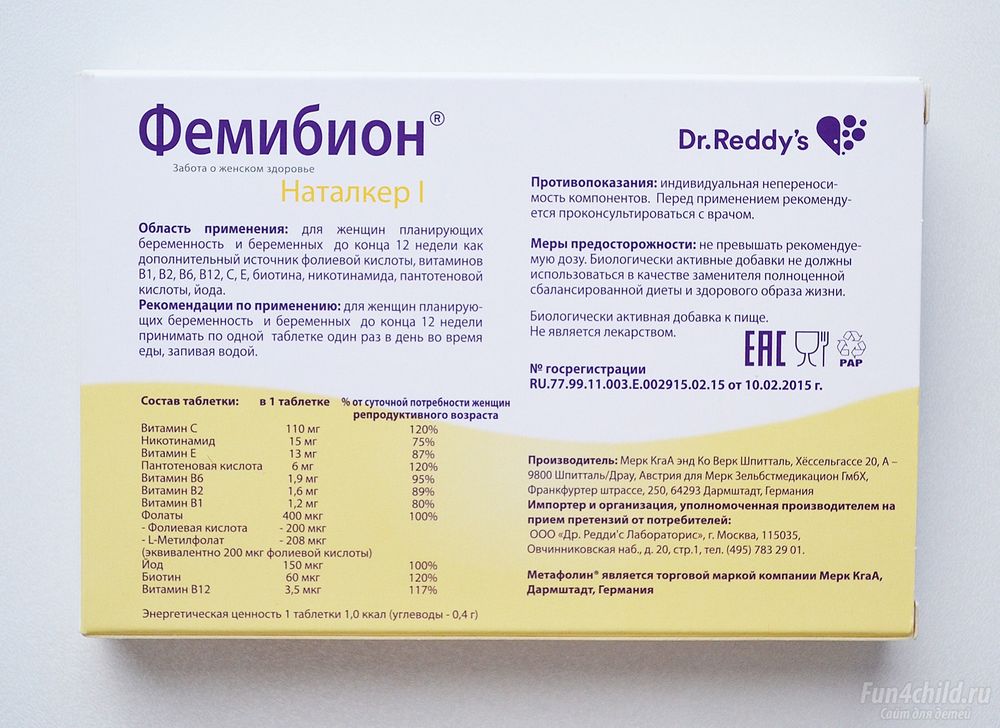 Фемибион®
Забота о женском здоровье
Наталкер I
Область применения: для женщин планирующих
беременность и беременных до конца 12 недели как
дополнительный источник фолиевой кислоты, витаминов
В1, В2, В6, В12, С, Е, биотина, никотинамида, пантотеновой
кислоты, йода.
Рекомендации по применению: для женщин планирую-
щих беременность и беременных до конца 12 недели
принимать по одной таблетке один раз в день во время
еды, запивая водой.
Dr.Reddy's
Противопоказания: индивидуальная непереноси-
мость компонентов. Перед применением рекоменду-
ется проконсультироваться с врачом.
Меры предосторожности: не превышать рекомендуе-
мую дозу. Биологически активные добавки не должны
использоваться в качестве заменителя полноценной
сбалансированной диеты и здорового образа жизни.
Биологически активная добавка к пище.
Не является лекарством.
EAC
PAP
№ госрегистрации
RU.77.99.11.003.Е.002915.02.15 от 10.02.2015 г.
Состав таблетки: в 1 таблетке % от суточной потребности женщин
репродуктивного возраста
Витамин С 110 мг 120%
Никотинамид 15 мг 75%
Витамин Е 13 мг 87%
Пантотеновая кислота 6 мг 120%
Витамин В6 1,9 мг 95%
Витамин В2 1,6 мг 89%
Витамин В1 1,2 мг 80%
Фолаты 400 мкг 100%
- Фолиевая кислота - 200 мкг
- L-Метилфолат - 208 мкг
(эквивалентно 200 мкг фолиевой кислоты)
Йод 150 мкг 100%
Биотин 60 мкг 120%
Витамин В12 3,5 мкг 117%
Энергетическая ценность 1 таблетки 1,0 ккал (углеводы - 0,4 г)
Производитель: Мерк КгаА энд Ко Верк Шпитталь, Хёссельгассе 20, А –
9800 Шпитталь/Драу, Австрия для Мерк Зельбстмедикацион ГмбХ,
Франкфуртер штрассе, 250, 64293 Дармштадт, Германия
Импортер и организация, уполномоченная производителем на
прием претензий от потребителей:
ООО «Др. Редди'с Лабораторис», г. Москва, 115035,
Овчинниковская наб., д. 20, стр.1, тел. (495) 783 29 01.
Метафолин® является торговой маркой компании Мерк КгаА,
Дармштадт, Германия
Fun4child.ru
Сайт для детей